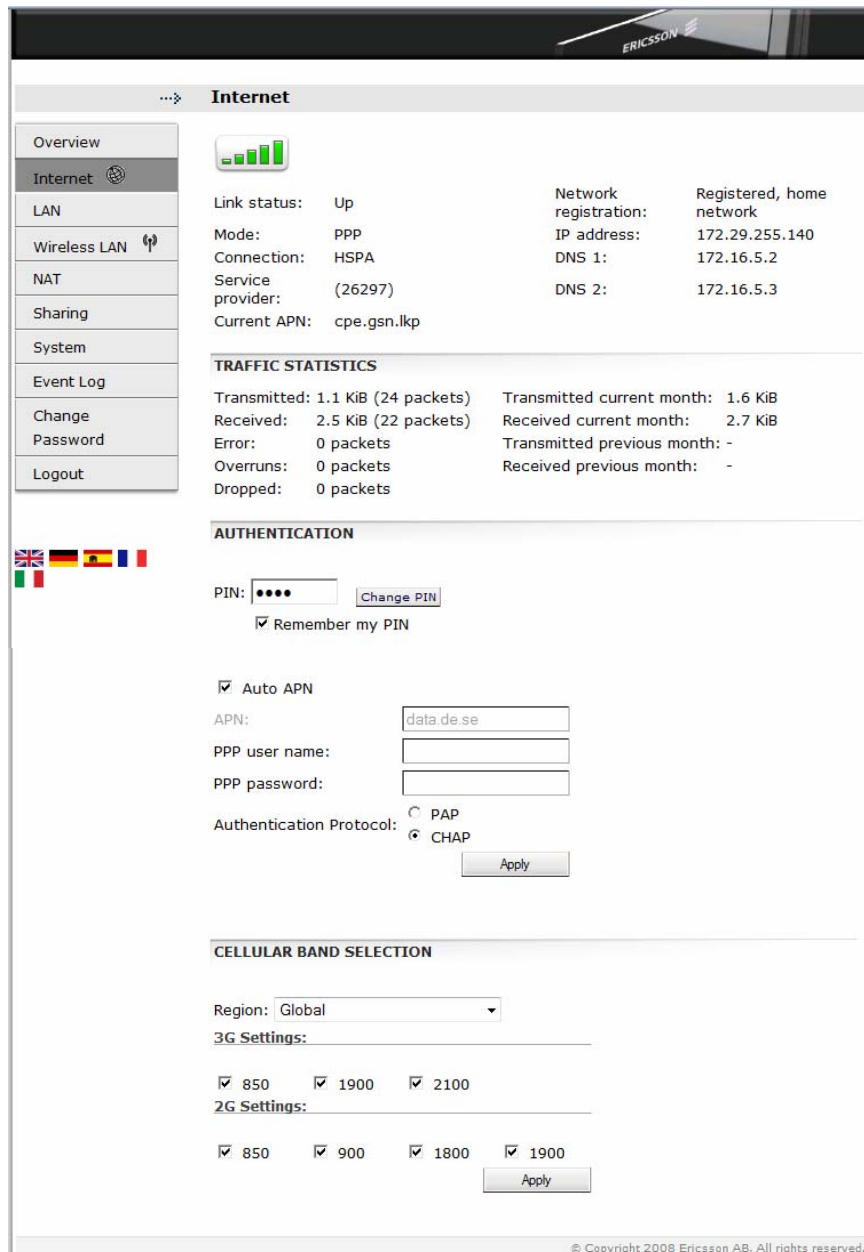 ERICSSON
Internet
Overview
Internet
LAN
Wireless LAN
NAT
Sharing
System
Event Log
Change
Password
Logout
Link status: Up
Network registration: Registered, home network
Mode: PPP
IP address: 172.29.255.140
Connection: HSPA
DNS 1: 172.16.5.2
Service provider: (26297)
DNS 2: 172.16.5.3
Current APN: cpe.gsn.lkp
TRAFFIC STATISTICS
Transmitted: 1.1 KiB (24 packets) Transmitted current month: 1.6 KiB
Received: 2.5 KiB (22 packets) Received current month: 2.7 KiB
Error: 0 packets Transmitted previous month: -
Overruns: 0 packets Received previous month: -
Dropped: 0 packets
AUTHENTICATION
PIN: •••• Change PIN
Remember my PIN
Auto APN
APN: data.de.se
PPP user name:
PPP password:
Authentication Protocol: PAP
CHAP
Apply
CELLULAR BAND SELECTION
Region: Global
3G Settings:
850 1900 2100
2G Settings:
850 900 1800 1900
Apply
© Copyright 2008 Ericsson AB. All rights reserved.